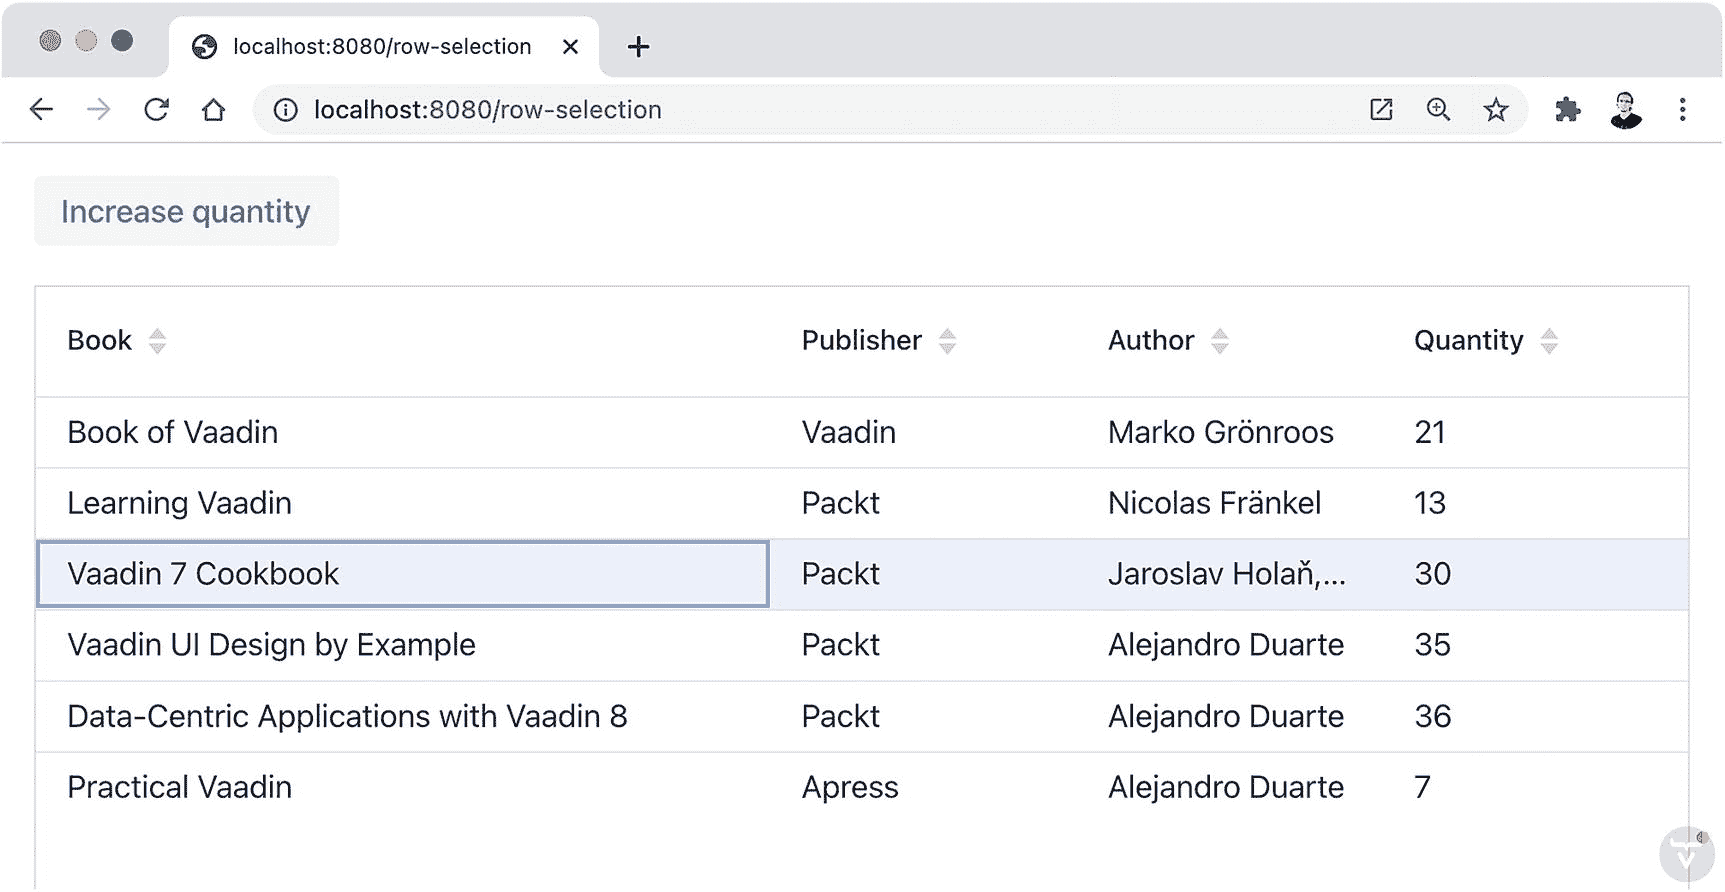 localhost:8080/row-selection
localhost:8080/row-selection
Increase quantity
Book Publisher Author Quantity
Book of Vaadin Vaadin Marko Grönroos 21
Learning Vaadin Packt Nicolas Fränkel 13
Vaadin 7 Cookbook Packt Jaroslav Holaň,... 30
Vaadin UI Design by Example Packt Alejandro Duarte 35
Data-Centric Applications with Vaadin 8 Packt Alejandro Duarte 36
Practical Vaadin Apress Alejandro Duarte 7